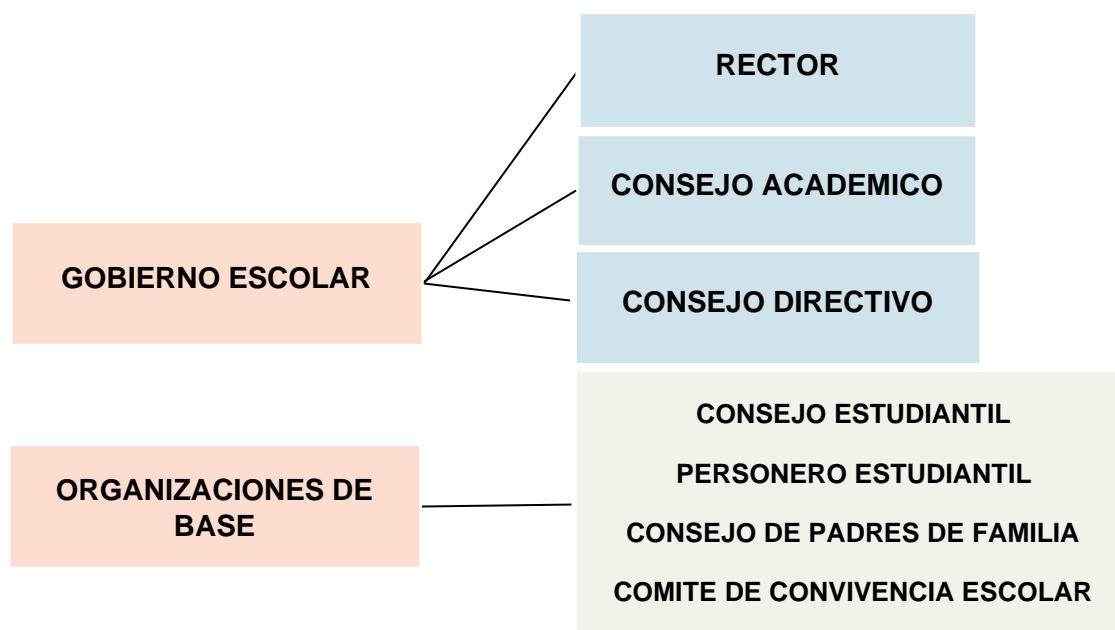 GOBIERNO ESCOLAR
RECTOR
CONSEJO ACADEMICO
CONSEJO DIRECTIVO
ORGANIZACIONES DE
BASE
CONSEJO ESTUDIANTIL
PERSONERO ESTUDIANTIL
CONSEJO DE PADRES DE FAMILIA
COMITE DE CONVIVENCIA ESCOLAR